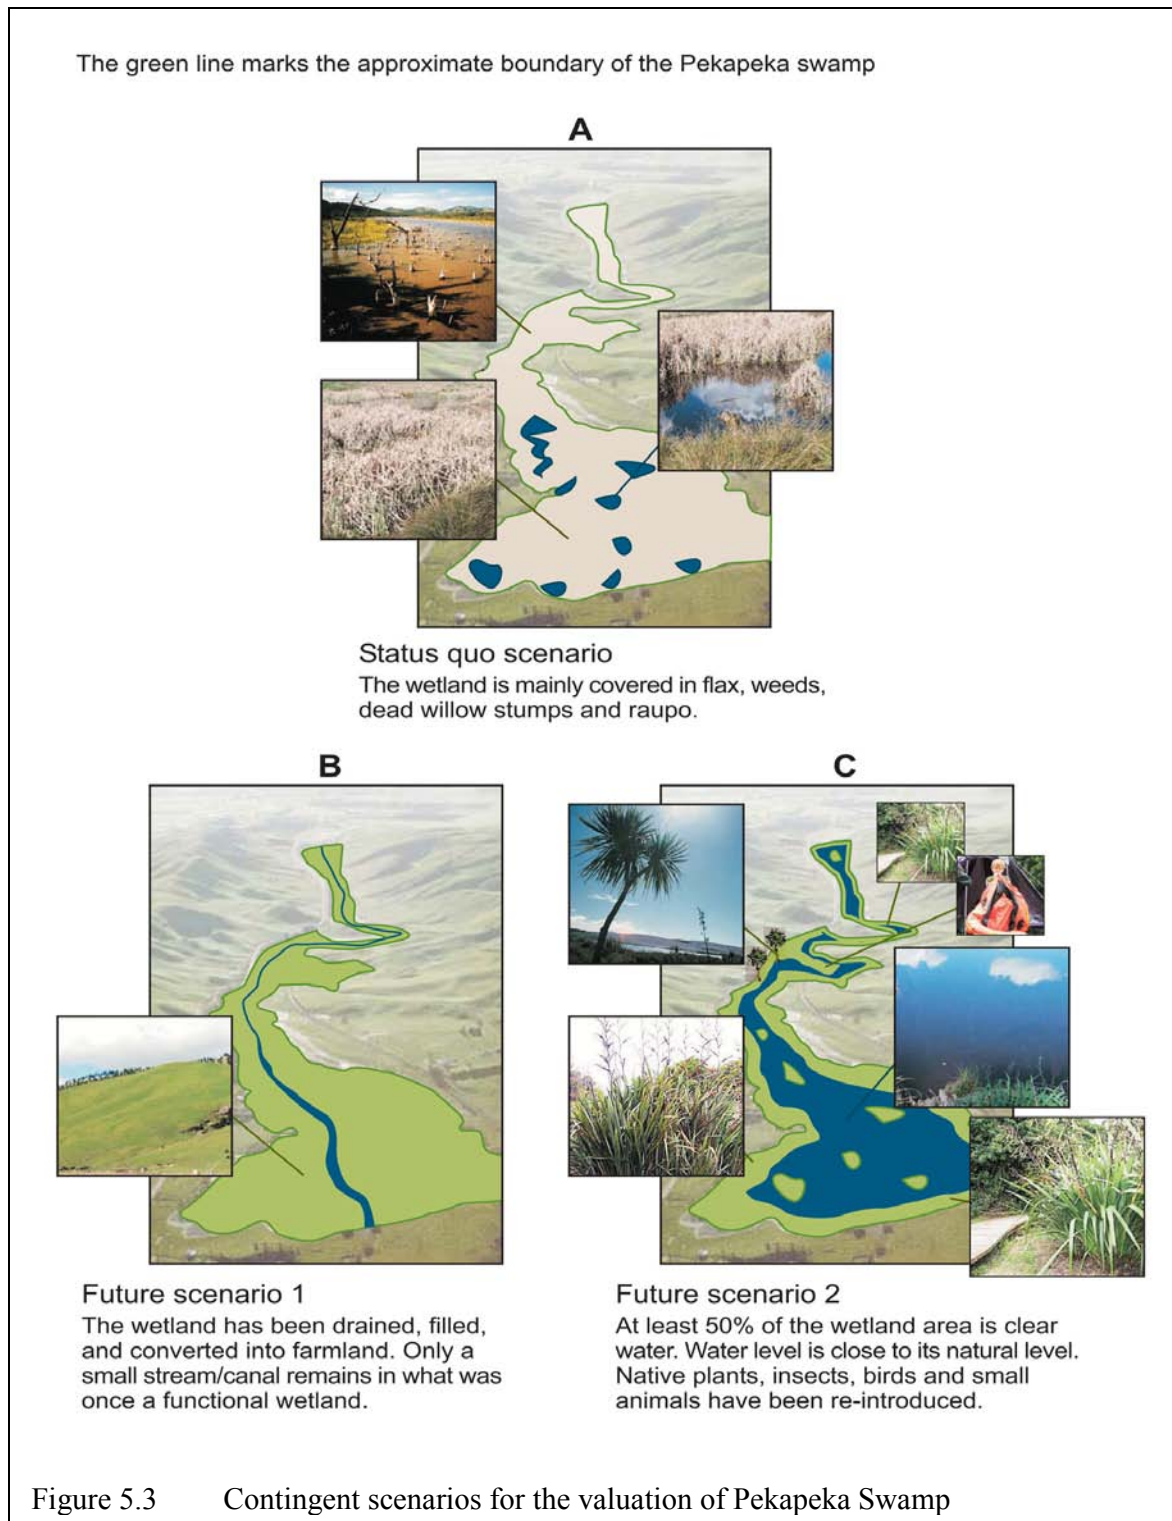 The green line marks the approximate boundary of the Pekapeka swamp
A
Status quo scenario
The wetland is mainly covered in flax, weeds,
dead willow stumps and raupo.
B
Future scenario 1
The wetland has been drained, filled,
and converted into farmland. Only a
small stream/canal remains in what was
once a functional wetland.
C
Future scenario 2
At least 50% of the wetland area is clear
water. Water level is close to its natural level.
Native plants, insects, birds and small
animals have been re-introduced.
Figure 5.3 Contingent scenarios for the valuation of Pekapeka Swamp